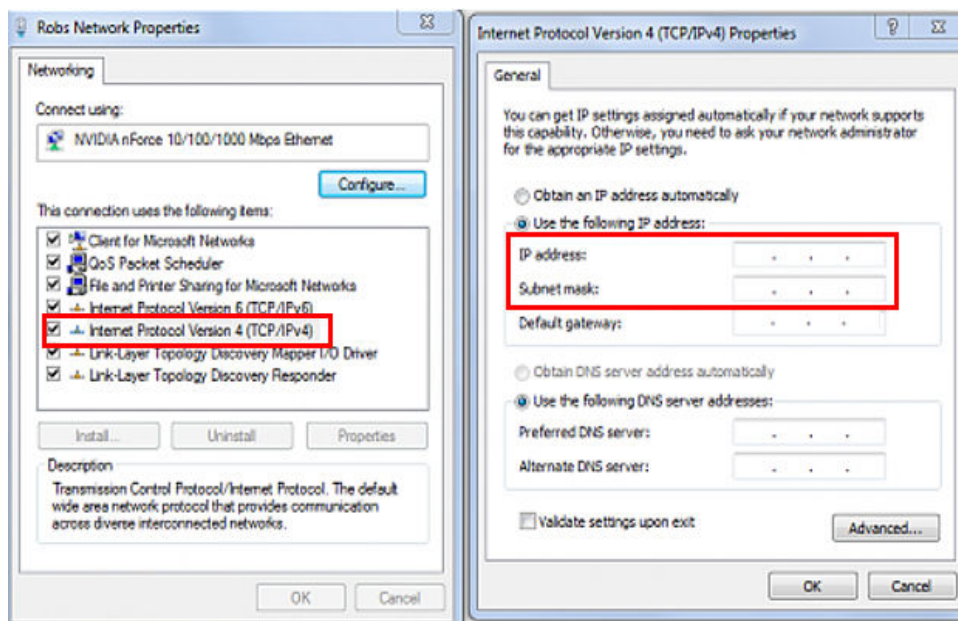 Robs Network Properties
Networking
Connect using:
NVIDIA nForce 10/100/1000 Mbps Ethernet
Configure...
This connection uses the following items:
Client for Microsoft Networks
QoS Packet Scheduler
File and Printer Sharing for Microsoft Networks
Internet Protocol Version 6 (TCP/IPv6)
Internet Protocol Version 4 (TCP/IPv4)
Link-Layer Topology Discovery Mapper I/O Driver
Link-Layer Topology Discovery Responder
Install...
Uninstall
Properties
Description
Transmission Control Protocol/Internet Protocol. The default
wide area network protocol that provides communication
across diverse interconnected networks.
OK
Cancel
Internet Protocol Version 4 (TCP/IPv4) Properties
General
You can get IP settings assigned automatically if your network supports
this capability. Otherwise, you need to ask your network administrator
for the appropriate IP settings.
Obtain an IP address automatically
Use the following IP address:
IP address:
Subnet mask:
Default gateway:
Obtain DNS server address automatically
Use the following DNS server addresses:
Preferred DNS server:
Alternate DNS server:
Validate settings upon exit
Advanced...
OK
Cancel